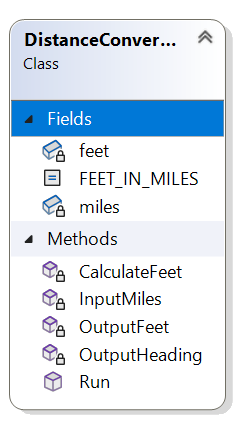 DistanceConver...
Class
Fields
feet
FEET_IN_MILES
miles
Methods
CalculateFeet
InputMiles
OutputFeet
OutputHeading
Run